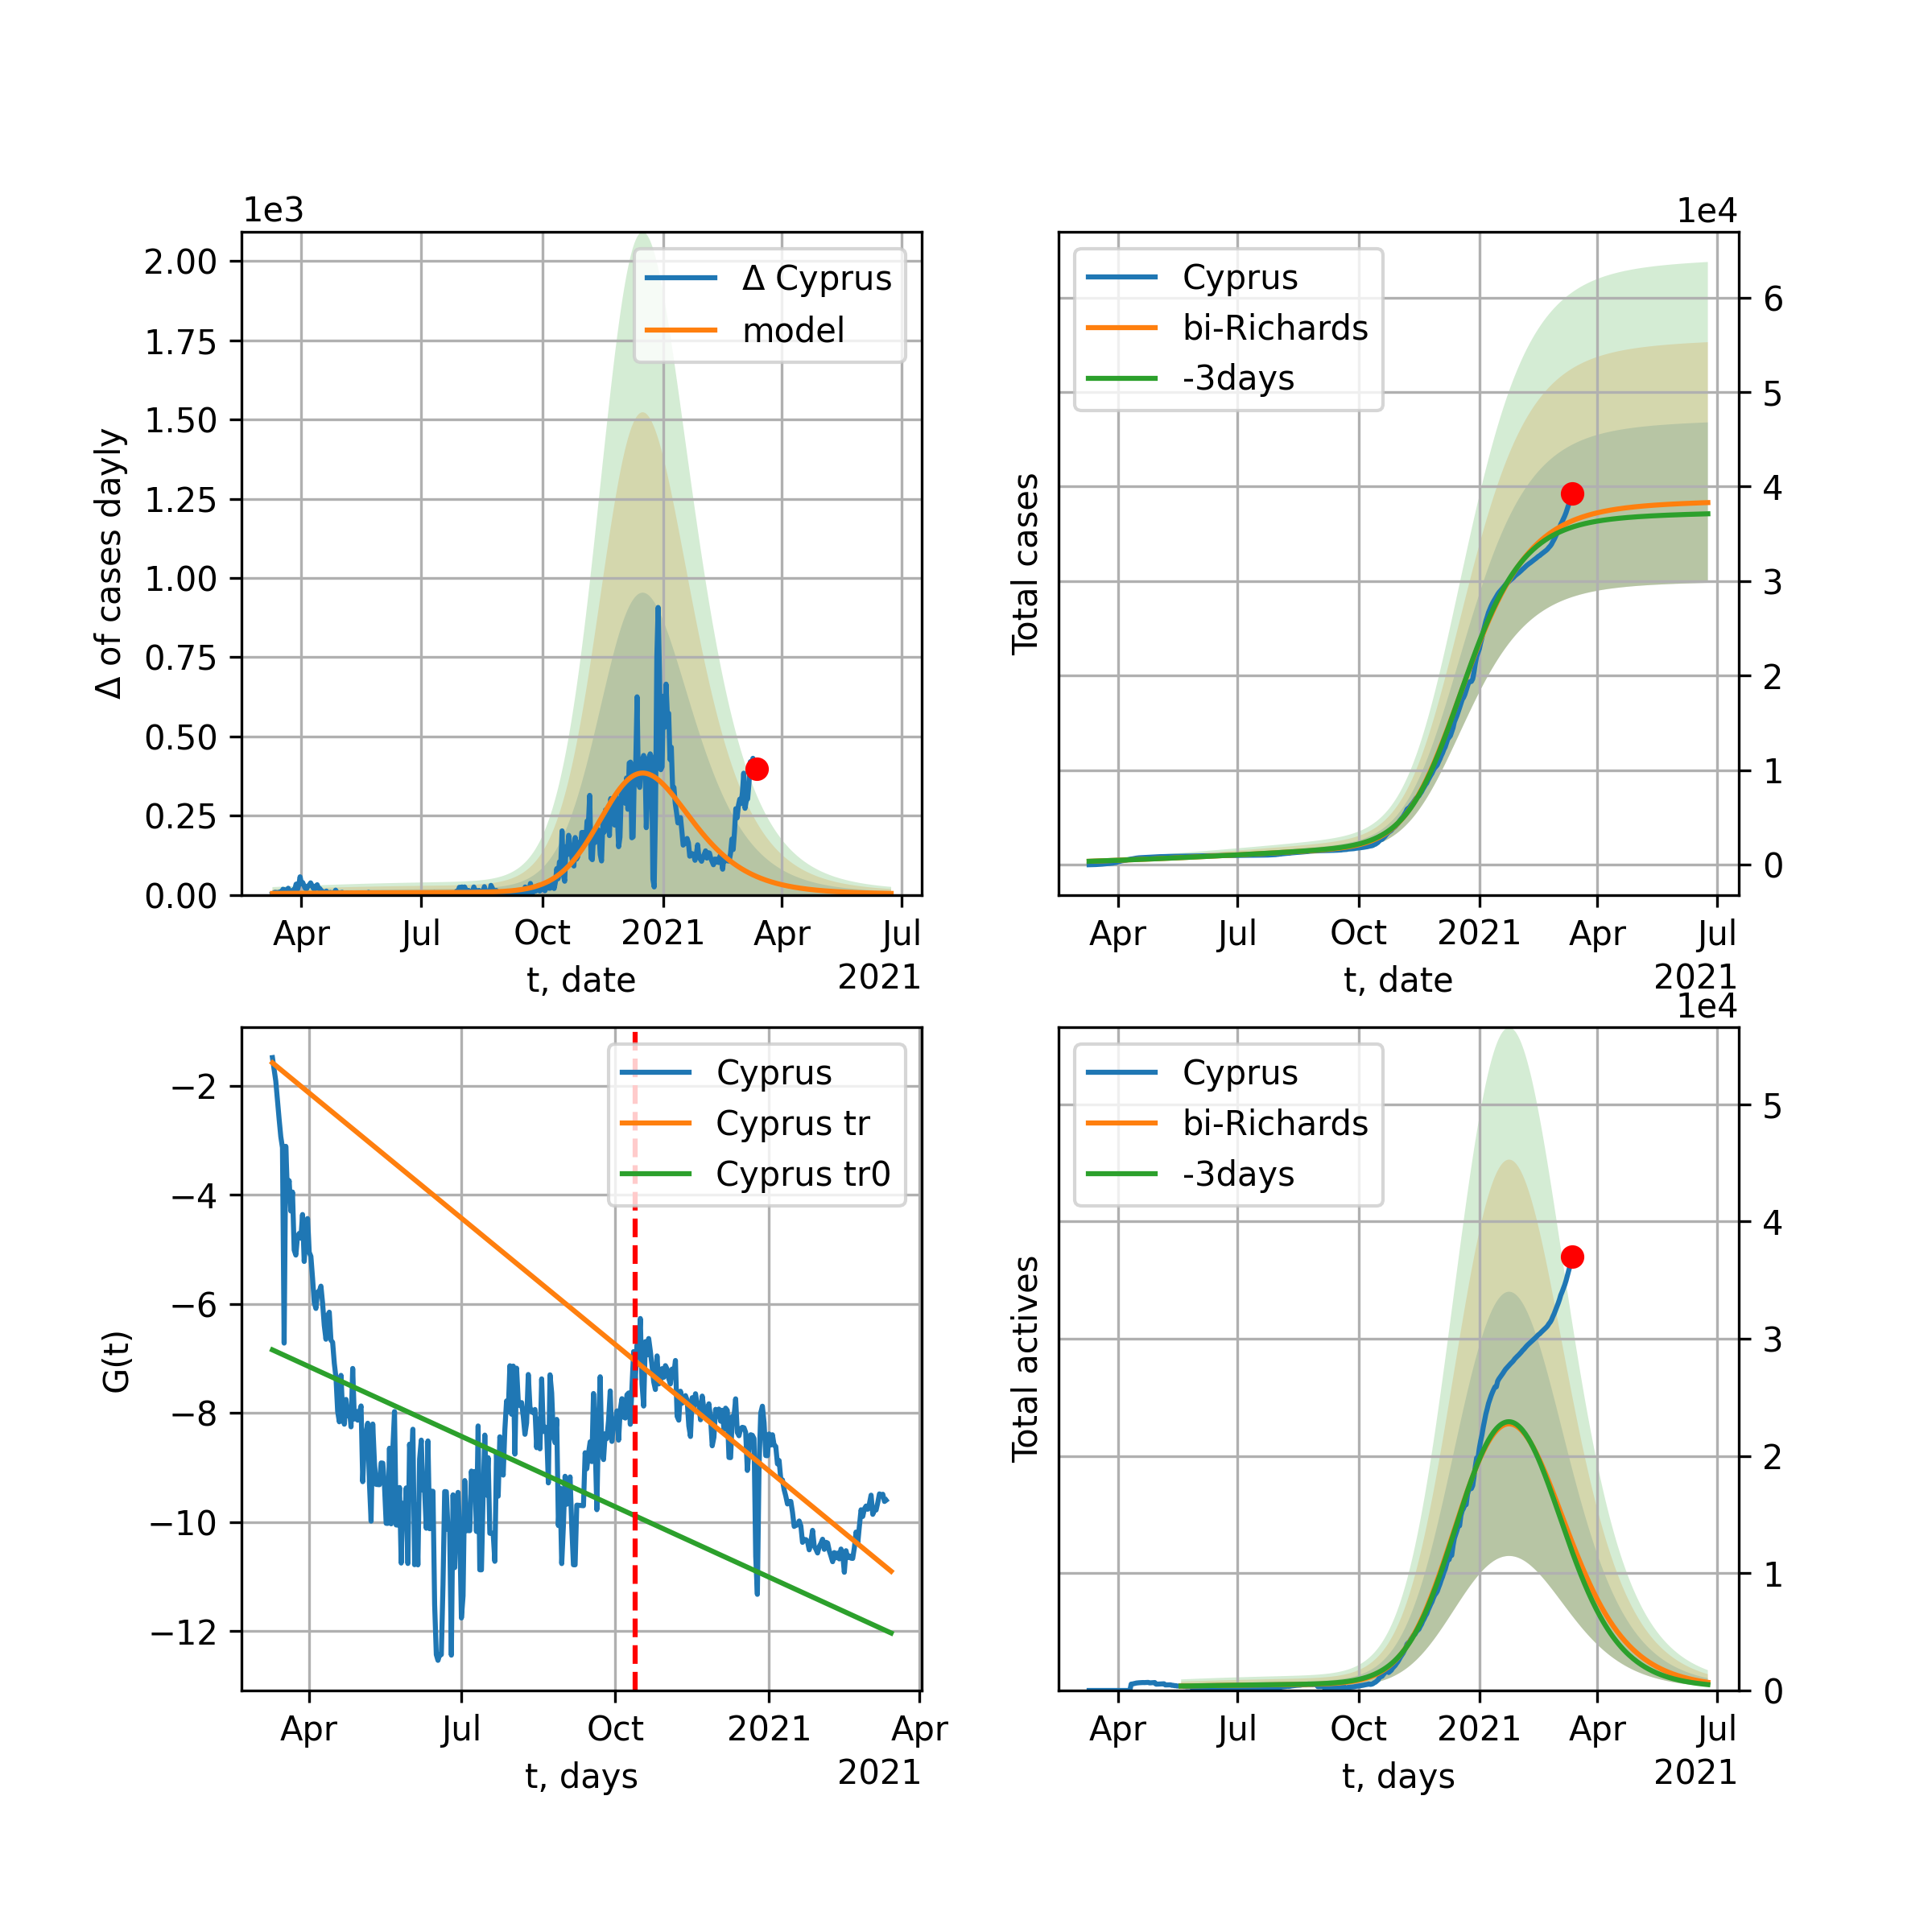 1e3
2.00
1.75
1.50
1.25
1.00
0.75
0.50
0.25
0.00
Δ of cases dayly
Δ Cyprus
model
Apr
Jul
Oct
2021
Apr
Jul
t, date
2021
1e4
Total cases
Cyprus
bi-Richards
-3days
6
5
4
3
2
1
0
Apr
Jul
Oct
2021
Apr
Jul
t, date
2021
−2
−4
−6
−8
−10
−12
G(t)
Cyprus
Cyprus tr
Cyprus tr0
Apr
Jul
Oct
2021
Apr
t, days
2021
1e4
Total actives
Cyprus
bi-Richards
-3days
5
4
3
2
1
0
Apr
Jul
Oct
2021
Apr
Jul
t, days
2021